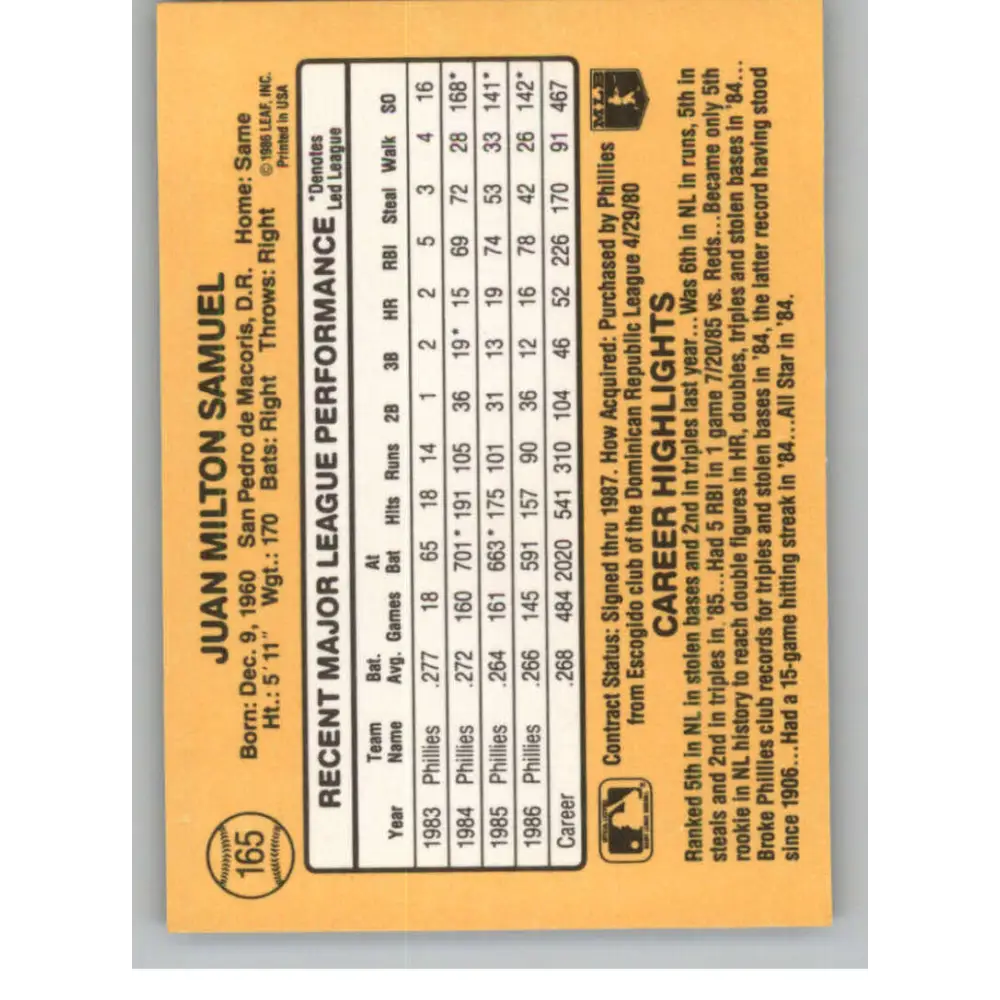 165
JUAN MILTON SAMUEL
Born: Dec. 9, 1960 San Pedro de Macoris, D.R. Home: Same
Ht.: 5'11" Wgt.: 170 Bats: Right Throws: Right
© 1986 LEAF, INC.
Printed in USA
RECENT MAJOR LEAGUE PERFORMANCE
*Denotes
Led League
Year Team Name Bat. Avg. Games At Bat Hits Runs 2B 3B HR RBI Steal Walk SO
1983 Phillies .277 18 65 18 14 1 2 2 5 3 4 16
1984 Phillies .272 160 701* 191 105 36 19* 15 69 72 28 168*
1985 Phillies .264 161 663* 175 101 31 13 19 74 53 33 141*
1986 Phillies .266 145 591 157 90 36 12 16 78 42 26 142*
Career .268 484 2020 541 310 104 46 52 226 170 91 467
Contract Status: Signed thru 1987. How Acquired: Purchased by Phillies
from Escogido club of the Dominican Republic League 4/29/80
MLB
CAREER HIGHLIGHTS
Ranked 5th in NL in stolen bases and 2nd in triples last year...Was 6th in NL in runs, 5th in
steals and 2nd in triples in '85...Had 5 RBI in 1 game 7/20/85 vs. Reds...Became only 5th
rookie in NL history to reach double figures in HR, doubles, triples and stolen bases in '84...
Broke Phillies club records for triples and stolen bases in '84, the latter record having stood
since 1906...Had a 15-game hitting streak in '84...All Star in '84.